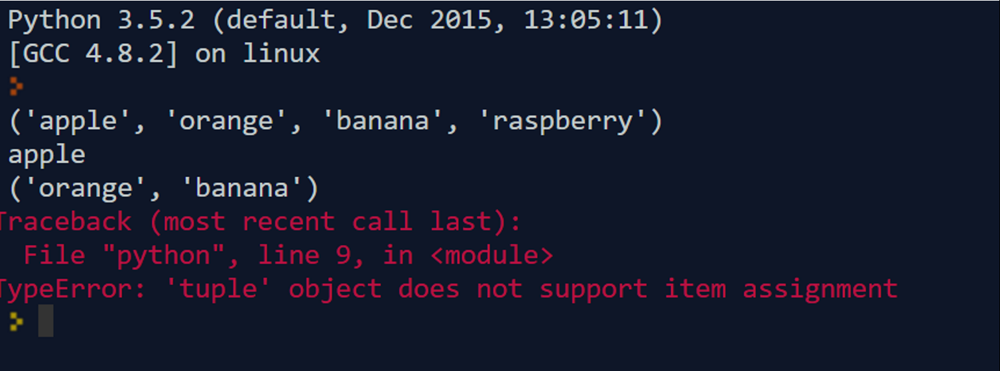 Python 3.5.2 (default, Dec 2015, 13:05:11)
[GCC 4.8.2] on linux
>
('apple', 'orange', 'banana', 'raspberry')
apple
('orange', 'banana')
Traceback (most recent call last):
  File "python", line 9, in <module>
TypeError: 'tuple' object does not support item assignment
>